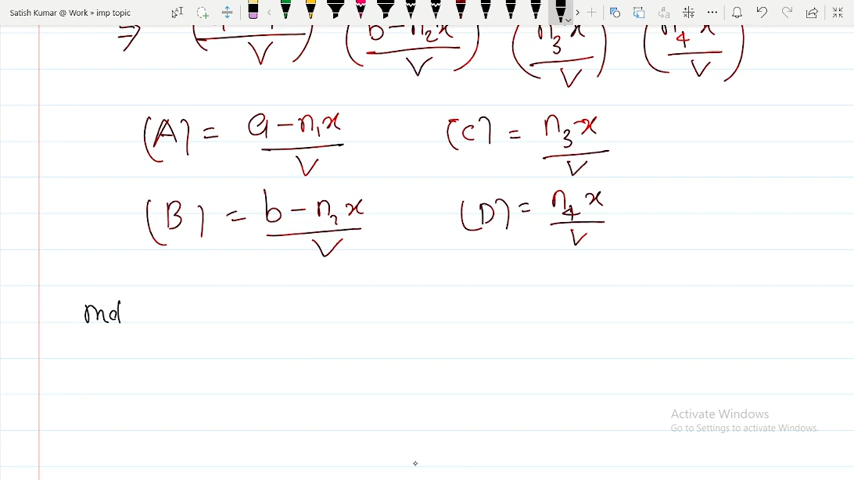 Satish Kumar @ Work » imp topic
⇒ ( / V ) ( b - n₂x / V ) ( n₃x / V ) ( n₄x / V )
[A] = a - n₁x / V [C] = n₃x / V
[B] = b - n₂x / V [D] = n₄x / V
mol
Activate Windows
Go to Settings to activate Windows.